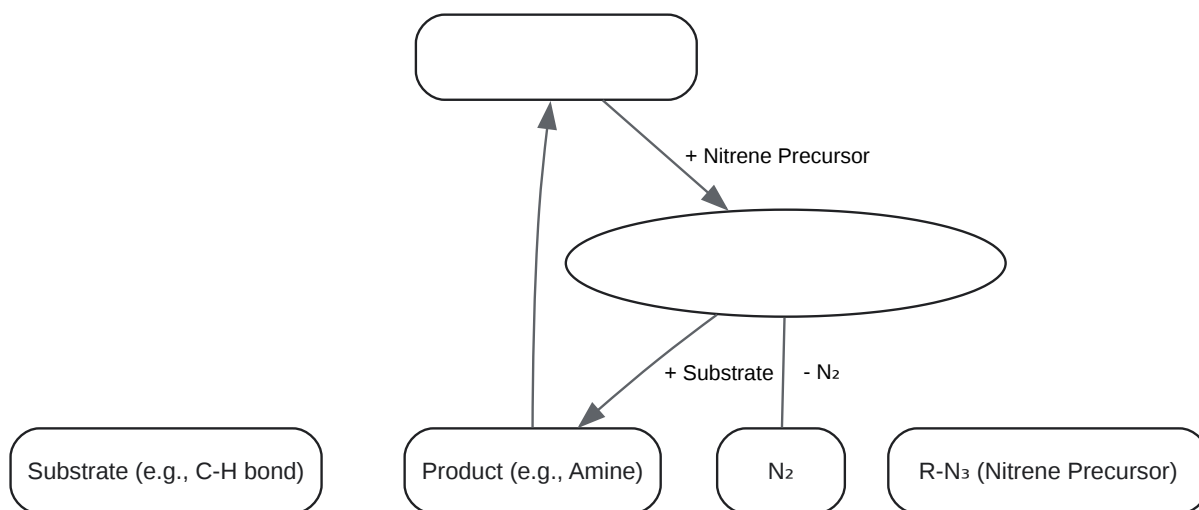 + Nitrene Precursor
+ Substrate
- N₂
Substrate (e.g., C-H bond)
Product (e.g., Amine)
N₂
R-N₃ (Nitrene Precursor)